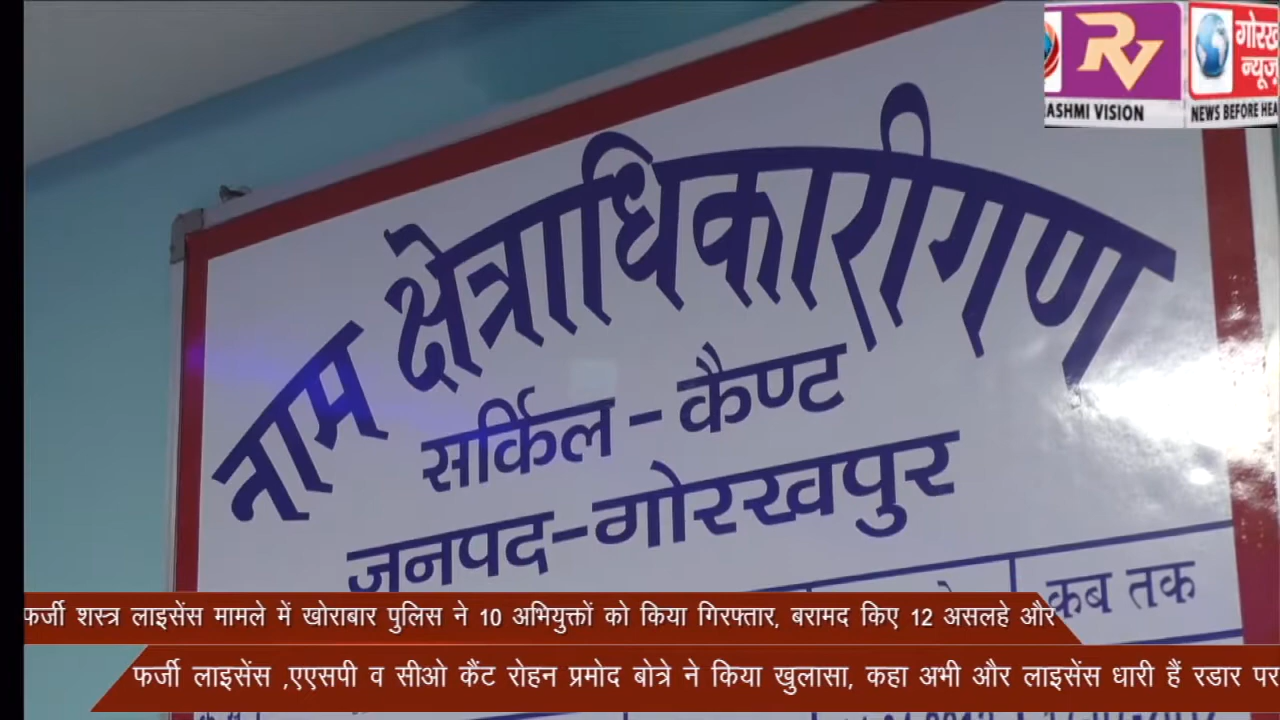 RV
RASHMI VISION
गोरख
न्यूज़
NEWS BEFORE HEA
नाम क्षेत्राधिकारीगण
सर्किल - कैण्ट
जनपद-गोरखपुर
कब तक
फर्जी शस्त्र लाइसेंस मामले में खोराबार पुलिस ने 10 अभियुक्तों को किया गिरफ्तार, बरामद किए 12 असलहे और
फर्जी लाइसेंस ,एएसपी व सीओ कैंट रोहन प्रमोद बोत्रे ने किया खुलासा, कहा अभी और लाइसेंस धारी हैं रडार पर